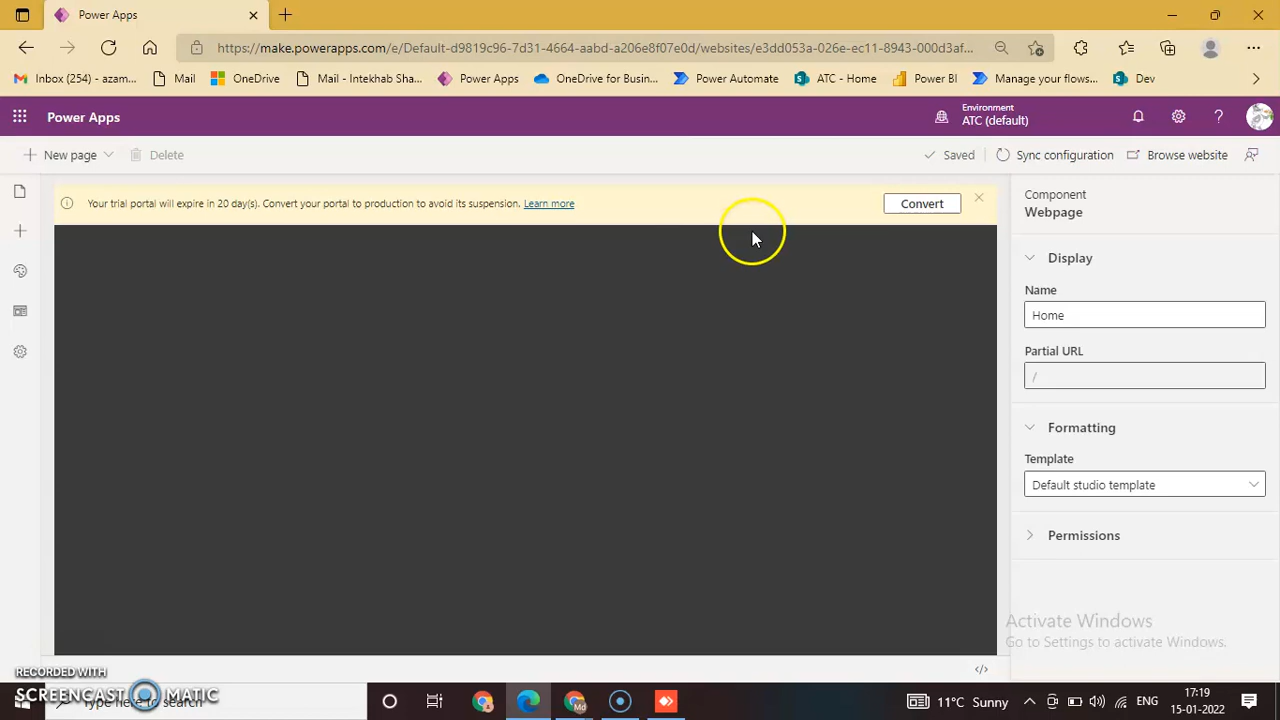 Power Apps
https://make.powerapps.com/e/Default-d9819c96-7d31-4664-aabd-a206e8f07e0d/websites/e3dd053a-026e-ec11-8943-000d3af...
Inbox (254) - azam...
Mail
OneDrive
Mail - Intekhab Sha...
Power Apps
OneDrive for Busin...
Power Automate
ATC - Home
Power BI
Manage your flows...
Dev
Power Apps
Environment
ATC (default)
New page
Delete
Saved
Sync configuration
Browse website
Your trial portal will expire in 20 day(s). Convert your portal to production to avoid its suspension. Learn more
Convert
Component
Webpage
Display
Name
Home
Partial URL
/
Formatting
Template
Default studio template
Permissions
Activate Windows
Go to Settings to activate Windows.
</>
RECORDED WITH
SCREENCAST MATIC
Type here to search
11°C Sunny
ENG
17:19
15-01-2022